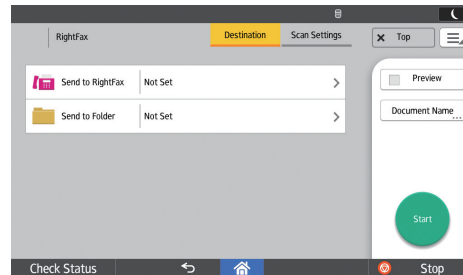 RightFax
Destination
Scan Settings
Top
Send to RightFax
Not Set
Send to Folder
Not Set
Preview
Document Name...
Start
Check Status
Stop